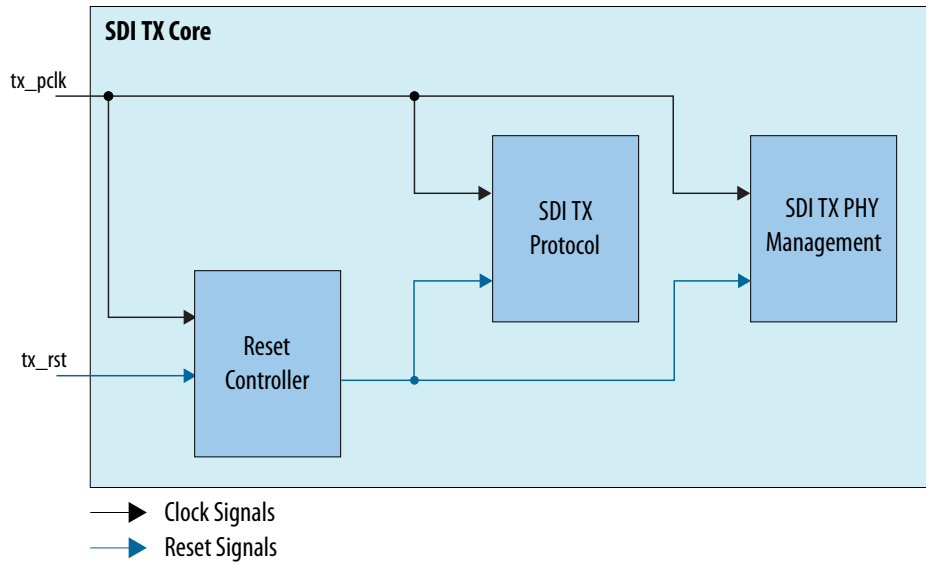 SDI TX Core
tx_pclk
SDI TX
Protocol
SDI TX PHY
Management
Reset
Controller
tx_rst
Clock Signals
Reset Signals